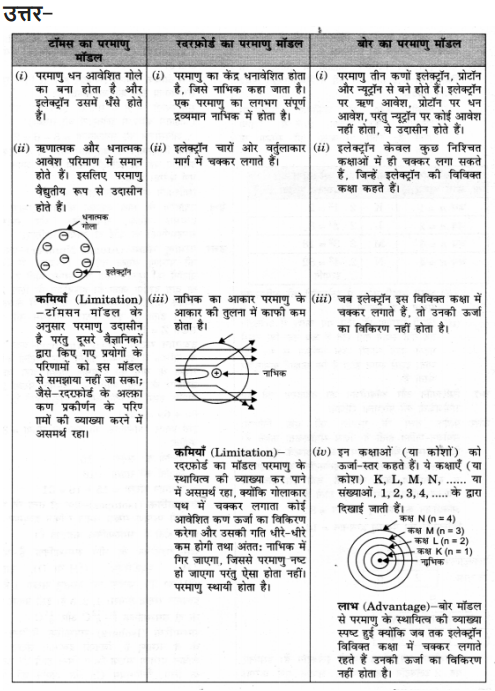 उत्तर–
टॉमस का परमाणु
मॉडल
रदरफ़ोर्ड का परमाणु मॉडल
बोर का परमाणु मॉडल
(i) परमाणु धन आवेशित गोले
का बना होता है और
इलेक्ट्रॉन उसमें धँसे होते
हैं।
(i) परमाणु का केंद्र धनावेशित होता
है, जिसे नाभिक कहा जाता है।
एक परमाणु का लगभग संपूर्ण
द्रव्यमान नाभिक में होता है।
(i) परमाणु तीन कणों इलेक्ट्रॉन, प्रोटॉन
और न्यूट्रॉन से बने होते हैं। इलेक्ट्रॉन
पर ऋण आवेश, प्रोटॉन पर धन
आवेश, परंतु न्यूट्रॉन पर कोई आवेश
नहीं होता, ये उदासीन होते हैं।
(ii) ऋणात्मक और धनात्मक
आवेश परिमाण में समान
होते हैं। इसलिए परमाणु
वैद्युतीय रूप से उदासीन
होते हैं।
धनात्मक
गोला
इलेक्ट्रॉन
(ii) इलेक्ट्रॉन चारों ओर वर्तुलाकार
मार्ग में चक्कर लगाते हैं।
(ii) इलेक्ट्रॉन केवल कुछ निश्चित
कक्षाओं में ही चक्कर लगा सकते
हैं, जिन्हें इलेक्ट्रॉन की विविक्त
कक्षा कहते हैं।
कमियाँ (Limitation)
–टॉमसन मॉडल के
अनुसार परमाणु उदासीन
है परंतु दूसरे वैज्ञानिकों
द्वारा किए गए प्रयोगों के
परिणामों को इस मॉडल
से समझाया नहीं जा सका;
जैसे–रदरफ़ोर्ड के अल्फ़ा
कण प्रकीर्णन के परिण
ामों की व्याख्या करने में
असमर्थ रहा।
(iii) नाभिक का आकार परमाणु के
आकार की तुलना में काफी कम
होता है।
नाभिक
(iii) जब इलेक्ट्रॉन इस विविक्त कक्षा में
चक्कर लगाते हैं, तो उनकी ऊर्जा
का विकिरण नहीं होता है।
कमियाँ (Limitation)–
रदरफ़ोर्ड का मॉडल परमाणु के
स्थायित्व की व्याख्या कर पाने
में असमर्थ रहा, क्योंकि गोलाकार
पथ में चक्कर लगाता कोई
आवेशित कण ऊर्जा का विकिरण
करेगा और उसकी गति धीरे-धीरे
कम होगी तथा अंतत: नाभिक में
गिर जाएगा, जिससे परमाणु नष्ट
हो जाएगा परंतु ऐसा होता नहीं।
परमाणु स्थायी होता है।
(iv) इन कक्षाओं (या कोशों) को
ऊर्जा-स्तर कहते हैं। ये कक्षाएँ (या
कोश) K, L, M, N, ...... या
संख्याओं, 1, 2, 3, 4, ..... के द्वारा
दिखाई जाती हैं।
कक्ष N (n = 4)
कक्ष M (n = 3)
कक्ष L (n = 2)
कक्ष K (n = 1)
नाभिक
लाभ (Advantage)–बोर मॉडल
से परमाणु के स्थायित्व की व्याख्या
स्पष्ट हुई क्योंकि जब तक इलेक्ट्रॉन
विविक्त कक्षा में चक्कर लगाते
रहते हैं उनकी ऊर्जा का विकिरण
नहीं होता है।